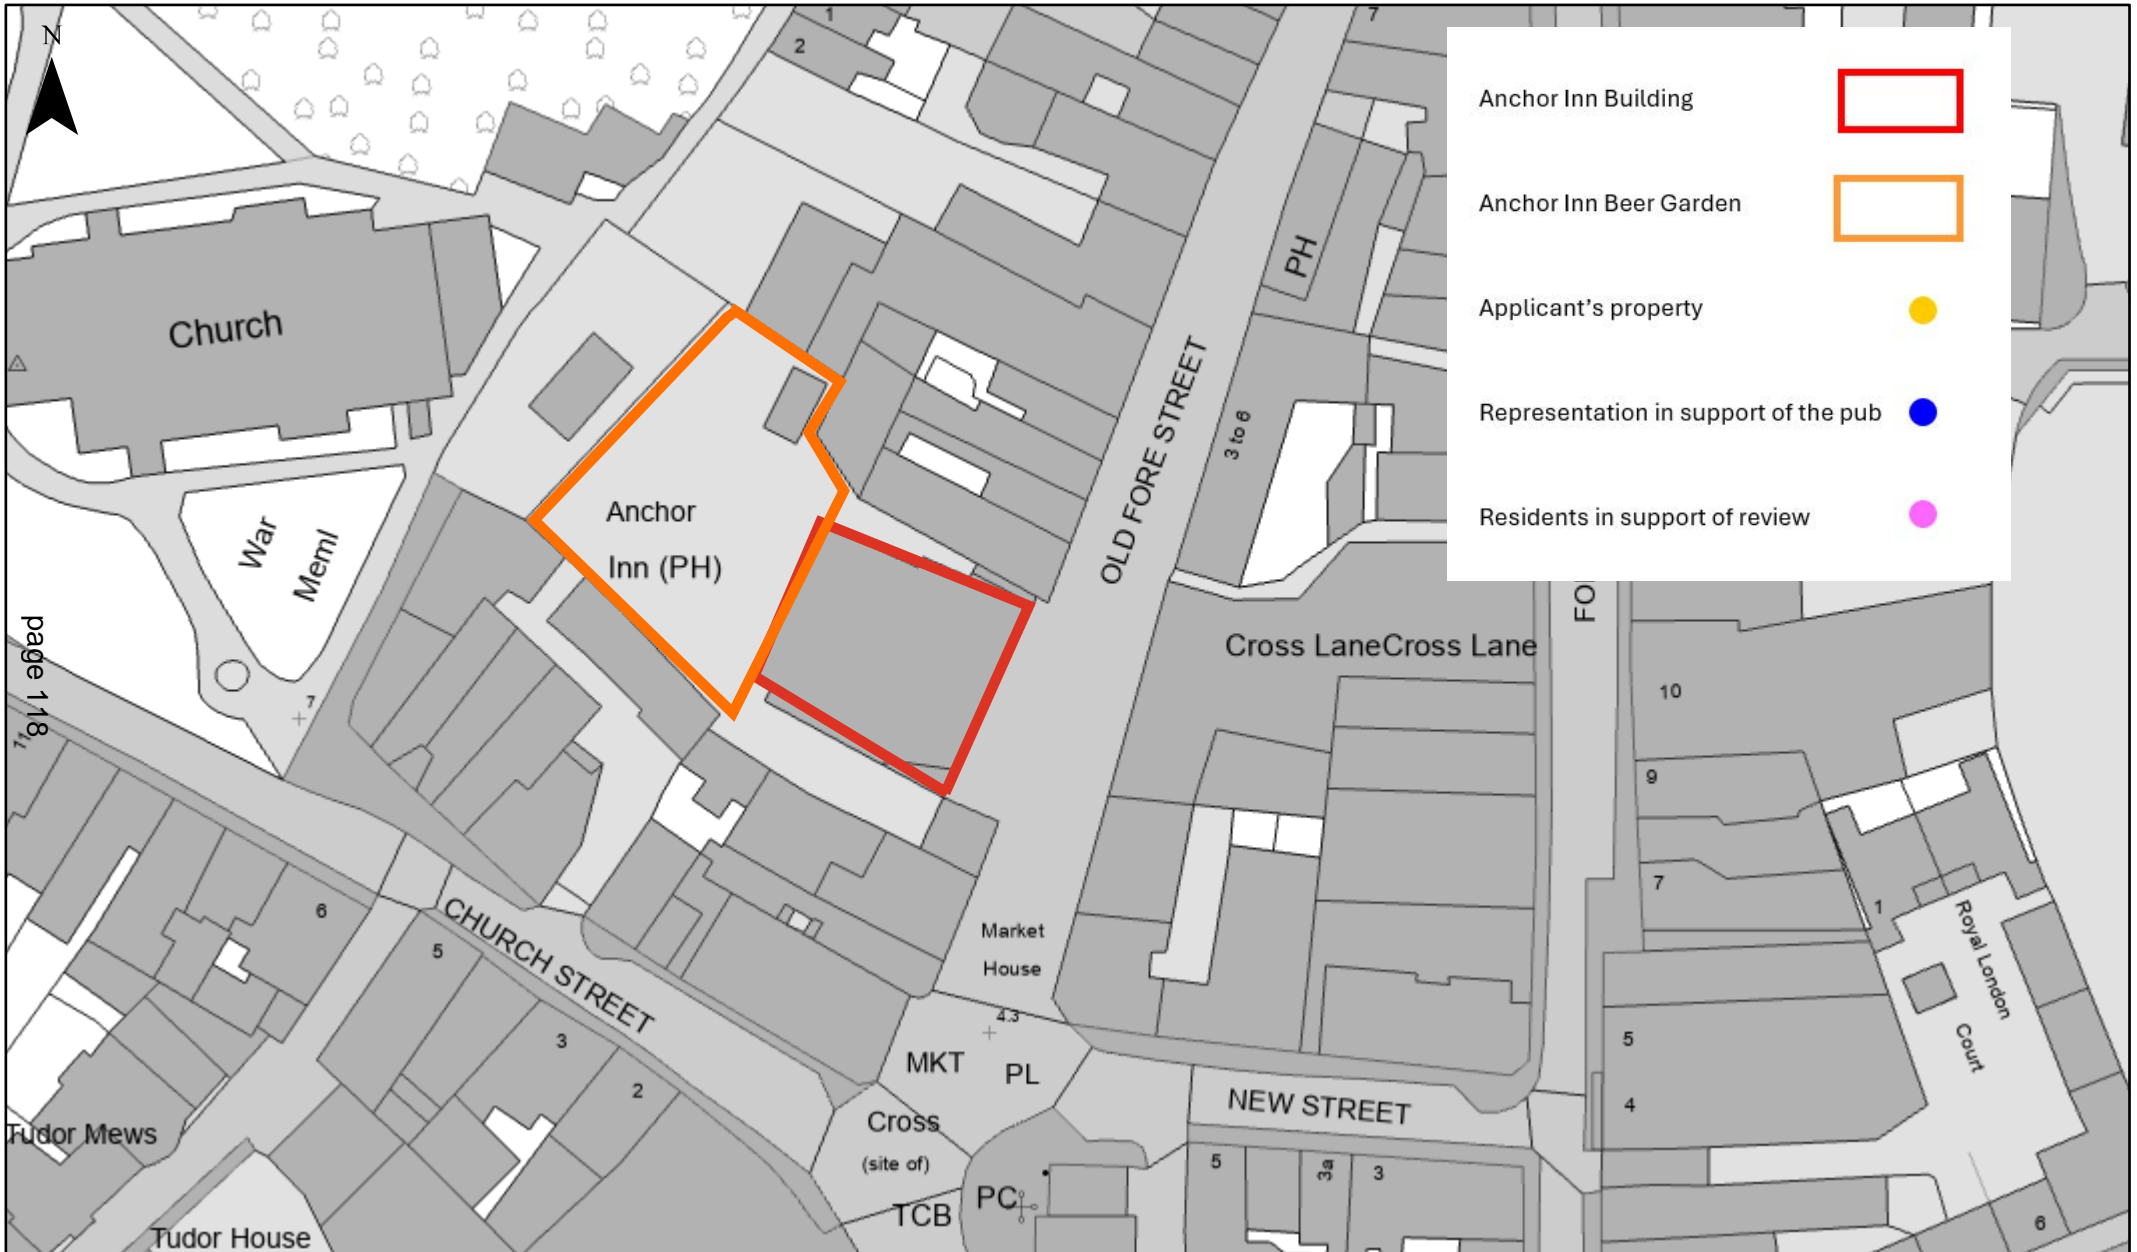 N
1
2
7
Anchor Inn Building
Anchor Inn Beer Garden
Applicant's property
Representation in support of the pub
Residents in support of review
PH
Church
OLD FORE STREET
3 to 6
Anchor
Inn (PH)
War
Meml
page 118
7
11
Cross LaneCross Lane
FO
10
9
7
1
Royal London
Court
6
5
CHURCH STREET
3
2
Market
House
4.3
MKT
PL
Cross
(site of)
TCB
PC
NEW STREET
5
3a
3
5
4
6
Tudor Mews
Tudor House